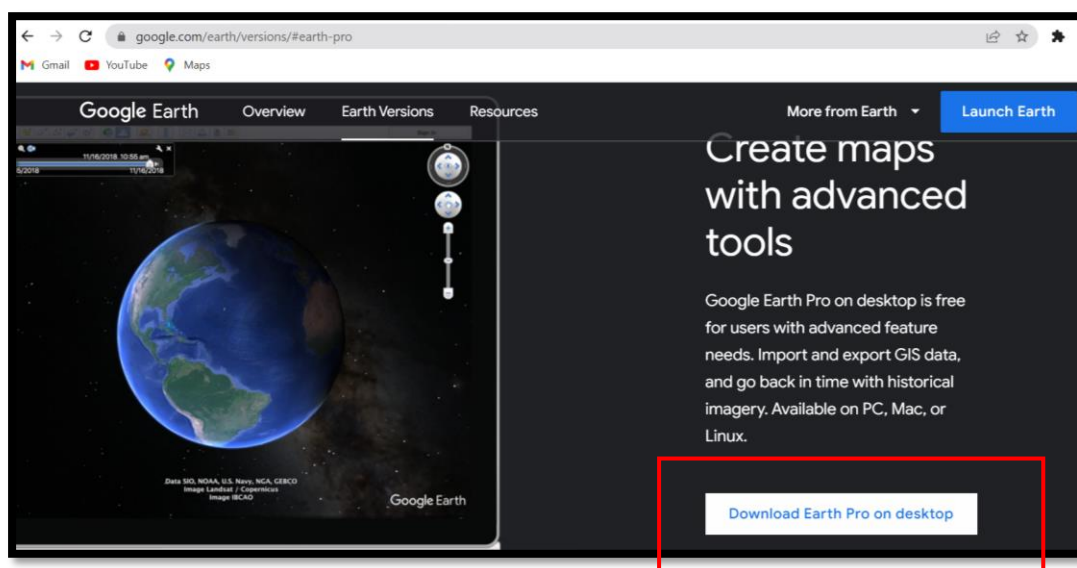 google.com/earth/versions/#earth-pro
Gmail YouTube Maps
Google Earth Overview Earth Versions Resources More from Earth Launch Earth
11/16/2018 10:55 am
11/16/2018
Create maps
with advanced
tools
Google Earth Pro on desktop is free
for users with advanced feature
needs. Import and export GIS data,
and go back in time with historical
imagery. Available on PC, Mac, or
Linux.
Data SIO, NOAA, U.S. Navy, NGA, GEBCO
Image Landsat / Copernicus
Image IBCAO
Google Earth
Download Earth Pro on desktop